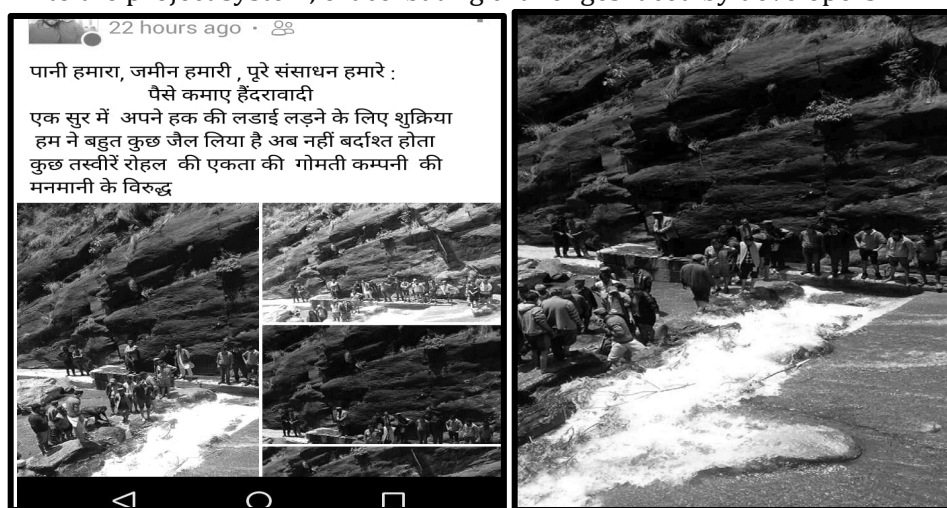 22 hours ago ·
पानी हमारा, जमीन हमारी , पूरे संसाधन हमारे :
पैसे कमाए हैंदरावादी
एक सुर में अपने हक की लडाई लड़ने के लिए शुक्रिया
हम ने बहुत कुछ जैल लिया है अब नहीं बर्दाश्त होता
कुछ तस्वीरें रोहल की एकता की गोमती कम्पनी की
मनमानी के विरुद्ध